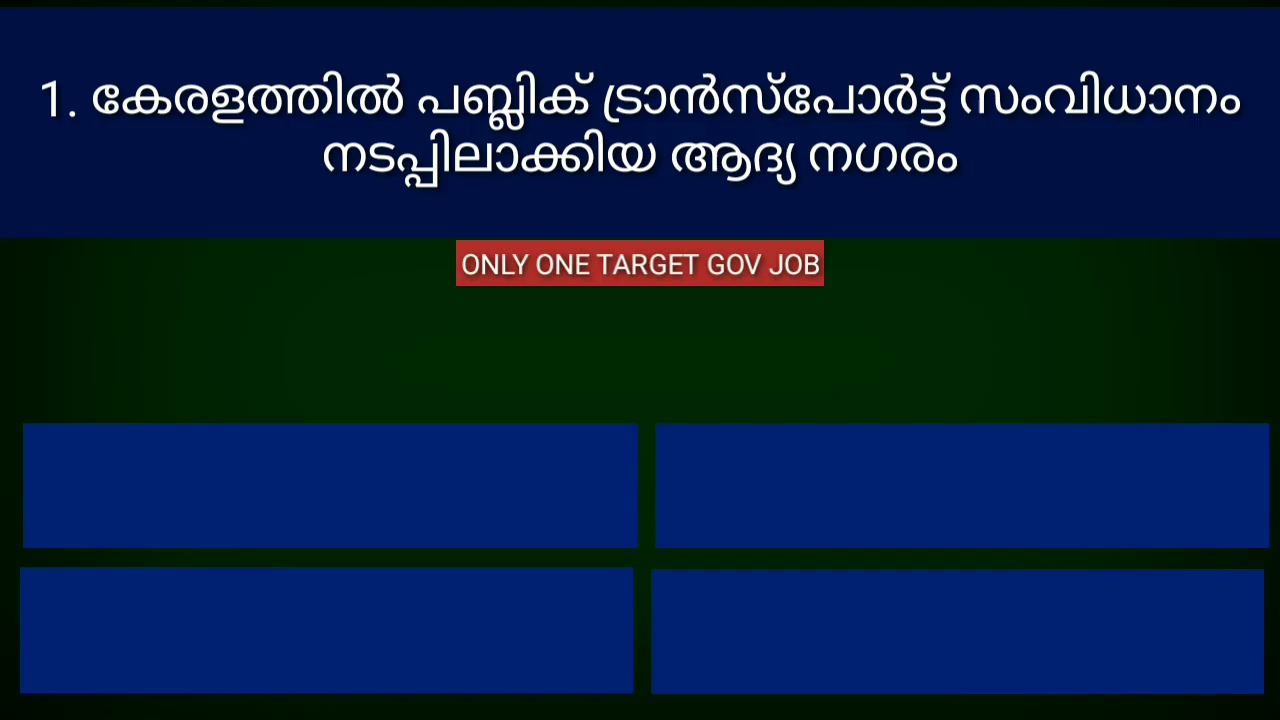 1. കേരളത്തിൽ പബ്ലിക് ട്രാൻസ്പോർട്ട് സംവിധാനം
നടപ്പിലാക്കിയ ആദ്യ നഗരം
ONLY ONE TARGET GOV JOB